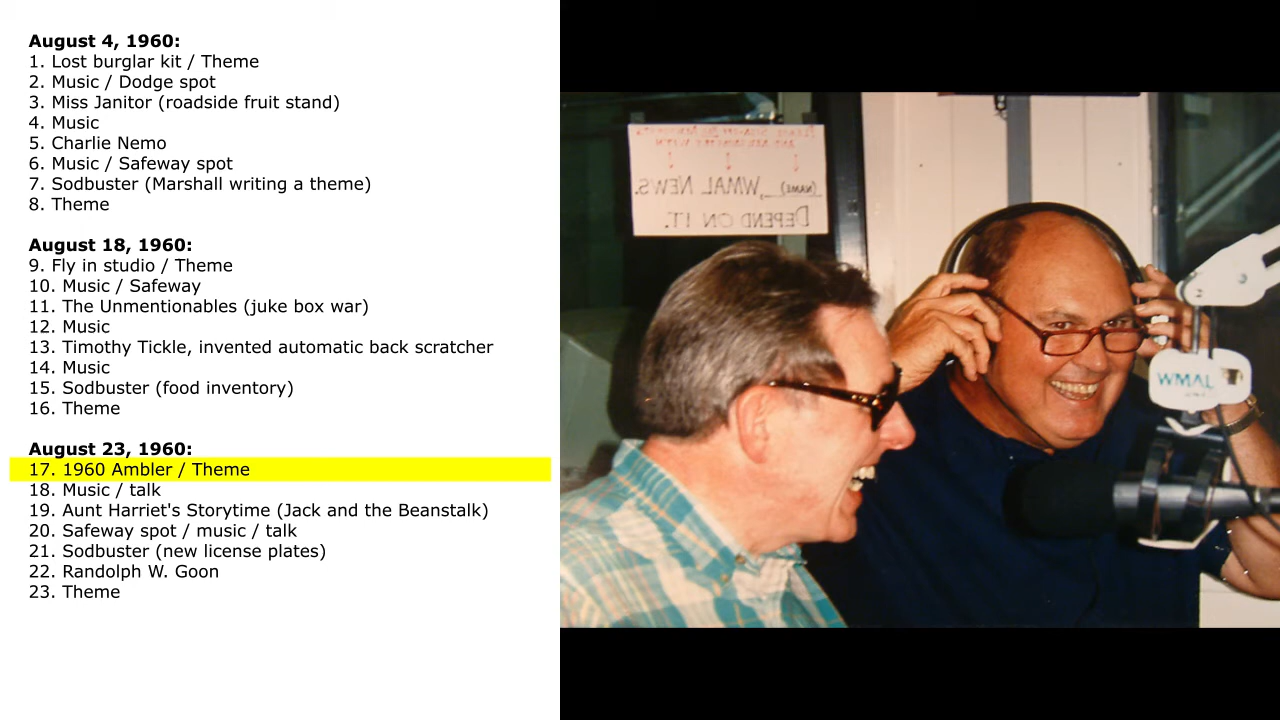 August 4, 1960:
1. Lost burglar kit / Theme
2. Music / Dodge spot
3. Miss Janitor (roadside fruit stand)
4. Music
5. Charlie Nemo
6. Music / Safeway spot
7. Sodbuster (Marshall writing a theme)
8. Theme
August 18, 1960:
9. Fly in studio / Theme
10. Music / Safeway
11. The Unmentionables (juke box war)
12. Music
13. Timothy Tickle, invented automatic back scratcher
14. Music
15. Sodbuster (food inventory)
16. Theme
August 23, 1960:
17. 1960 Ambler / Theme
18. Music / talk
19. Aunt Harriet's Storytime (Jack and the Beanstalk)
20. Safeway spot / music / talk
21. Sodbuster (new license plates)
22. Randolph W. Goon
23. Theme
(NAME), WMAL NEWS.
DEPEND ON IT.
WMAL